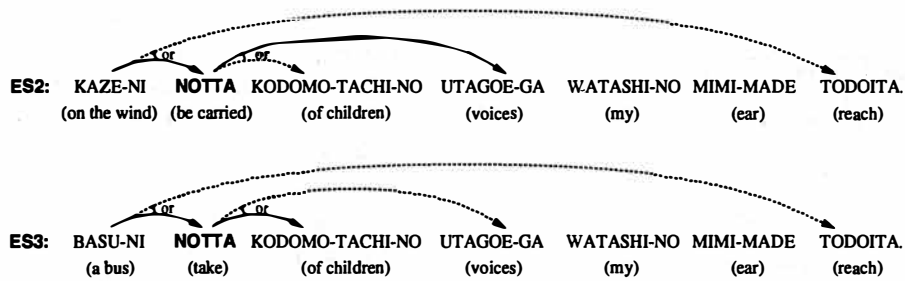 or or
ES2: KAZE-NI NOTTA KODOMO-TACHI-NO UTAGOE-GA WATASHI-NO MIMI-MADE TODOITA.
(on the wind) (be carried) (of children) (voices) (my) (ear) (reach)
or or
ES3: BASU-NI NOTTA KODOMO-TACHI-NO UTAGOE-GA WATASHI-NO MIMI-MADE TODOITA.
(a bus) (take) (of children) (voices) (my) (ear) (reach)